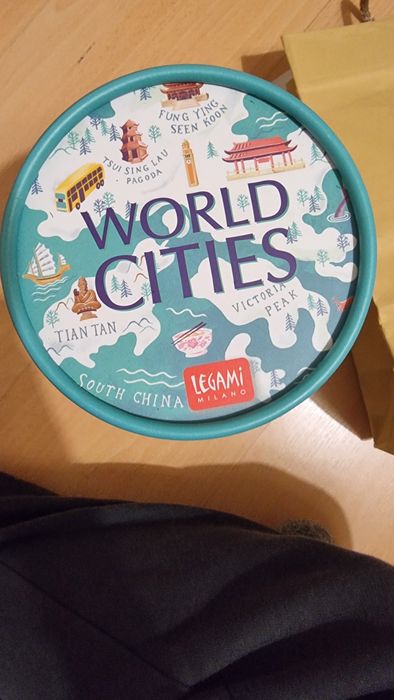 FUNG YING
SEEN KOON
TSUI SING LAU
PAGODA
WORLD
CITIES
VICTORIA
PEAK
TIAN TAN
SOUTH CHINA
LEGAMI
MILANO